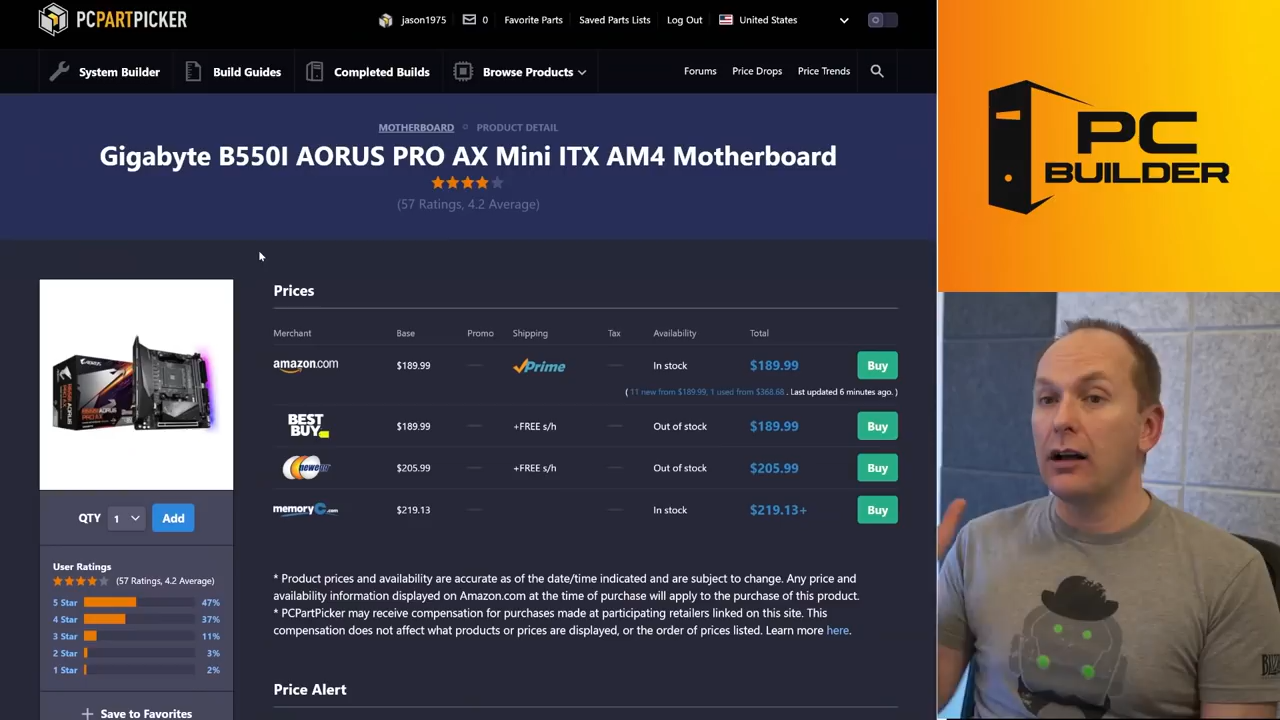 PCPARTPICKER
jason1975
0
Favorite Parts
Saved Parts Lists
Log Out
United States
System Builder
Build Guides
Completed Builds
Browse Products
Forums
Price Drops
Price Trends
MOTHERBOARD
PRODUCT DETAIL
Gigabyte B550I AORUS PRO AX Mini ITX AM4 Motherboard
(57 Ratings, 4.2 Average)
PC
BUILDER
Prices
Merchant Base Promo Shipping Tax Availability Total
amazon.com $189.99 — Prime — In stock $189.99 Buy
( 11 new from $189.99, 1 used from $368.68 . Last updated 6 minutes ago. )
BEST BUY $189.99 — +FREE s/h — Out of stock $189.99 Buy
newegg $205.99 — +FREE s/h — Out of stock $205.99 Buy
memoryC.com $219.13 In stock $219.13+ Buy
AORUS
QTY 1 Add
User Ratings
(57 Ratings, 4.2 Average)
5 Star 47%
4 Star 37%
3 Star 11%
2 Star 3%
1 Star 2%
+ Save to Favorites
* Product prices and availability are accurate as of the date/time indicated and are subject to change. Any price and
availability information displayed on Amazon.com at the time of purchase will apply to the purchase of this product.
* PCPartPicker may receive compensation for purchases made at participating retailers linked on this site. This
compensation does not affect what products or prices are displayed, or the order of prices listed. Learn more here.
Price Alert